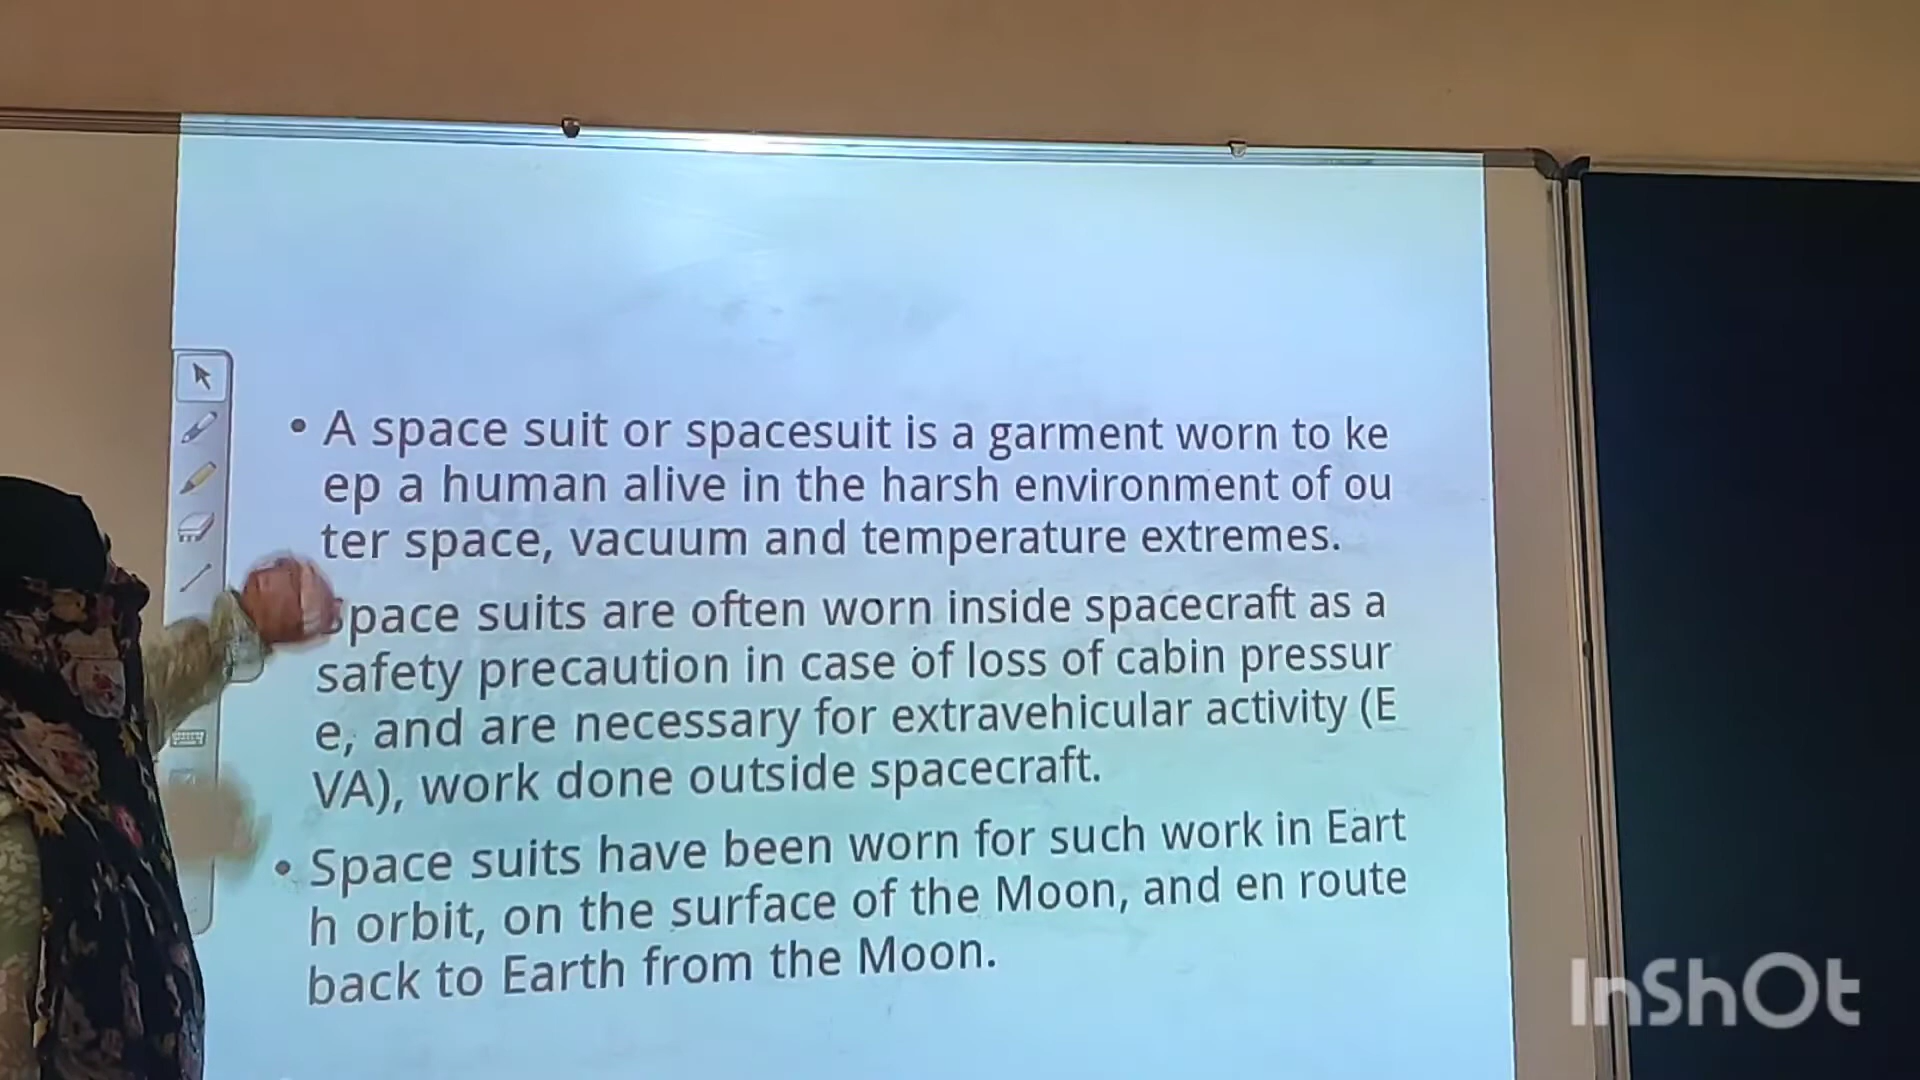 • A space suit or spacesuit is a garment worn to ke
ep a human alive in the harsh environment of ou
ter space, vacuum and temperature extremes.
Space suits are often worn inside spacecraft as a
safety precaution in case of loss of cabin pressur
e, and are necessary for extravehicular activity (E
VA), work done outside spacecraft.
• Space suits have been worn for such work in Eart
h orbit, on the surface of the Moon, and en route
back to Earth from the Moon.
InShOt